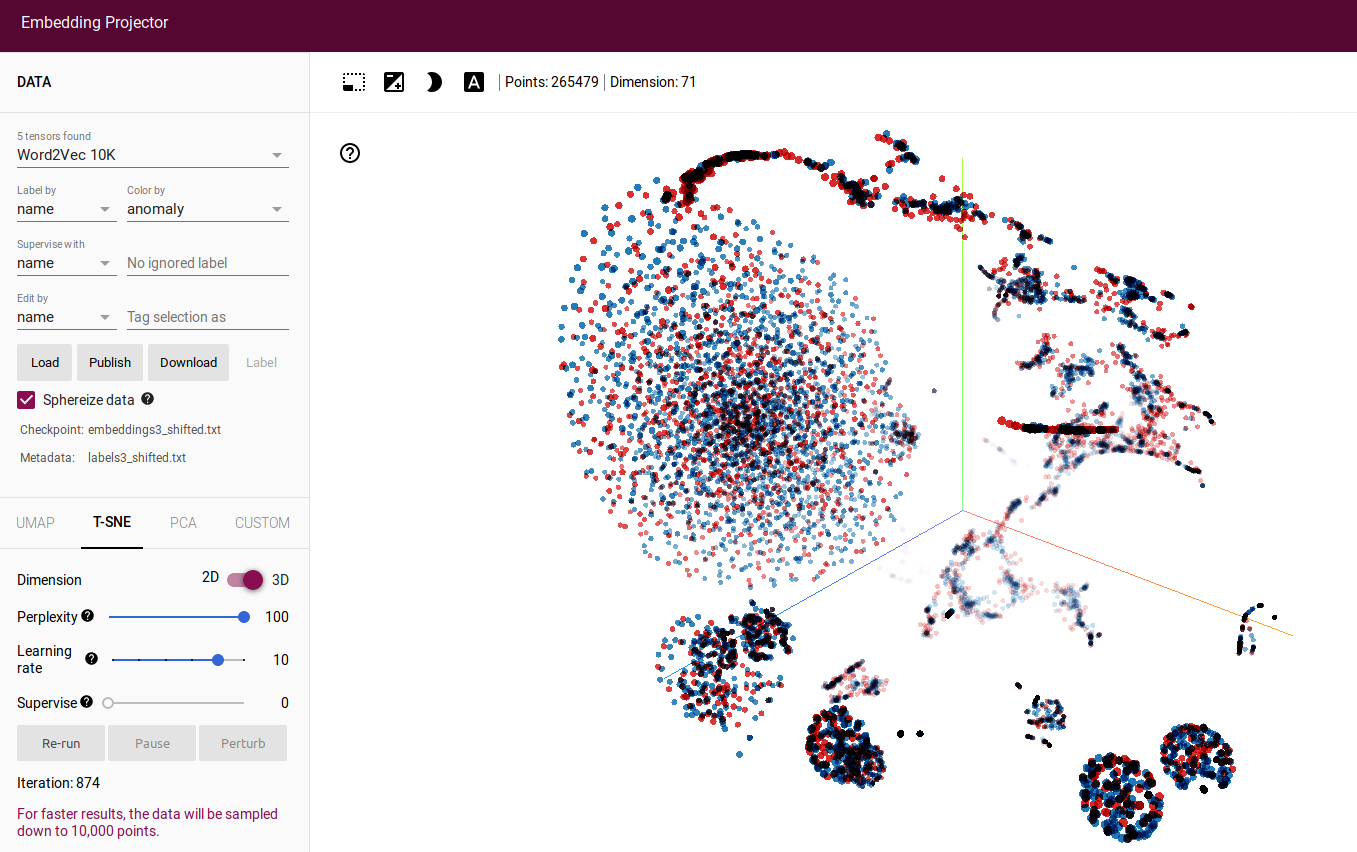 Embedding Projector
DATA
Points: 265479 | Dimension: 71
5 tensors found
Word2Vec 10K
Label by Color by
name anomaly
Supervise with
name No ignored label
Edit by
name Tag selection as
Load Publish Download Label
Sphereize data
Checkpoint: embeddings3_shifted.txt
Metadata: labels3_shifted.txt
UMAP T-SNE PCA CUSTOM
Dimension 2D 3D
Perplexity 100
Learning
rate 10
Supervise 0
Re-run Pause Perturb
Iteration: 874
For faster results, the data will be sampled
down to 10,000 points.